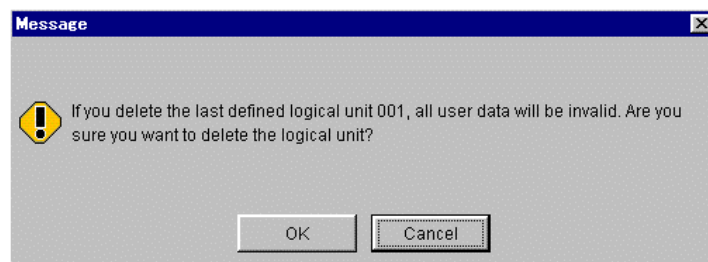 Message
If you delete the last defined logical unit 001, all user data will be invalid. Are you
sure you want to delete the logical unit?
OK
Cancel